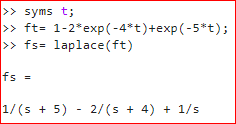 >> syms t;
>> ft= 1-2*exp(-4*t)+exp(-5*t);
>> fs= laplace(ft)
fs =
1/(s + 5) - 2/(s + 4) + 1/s